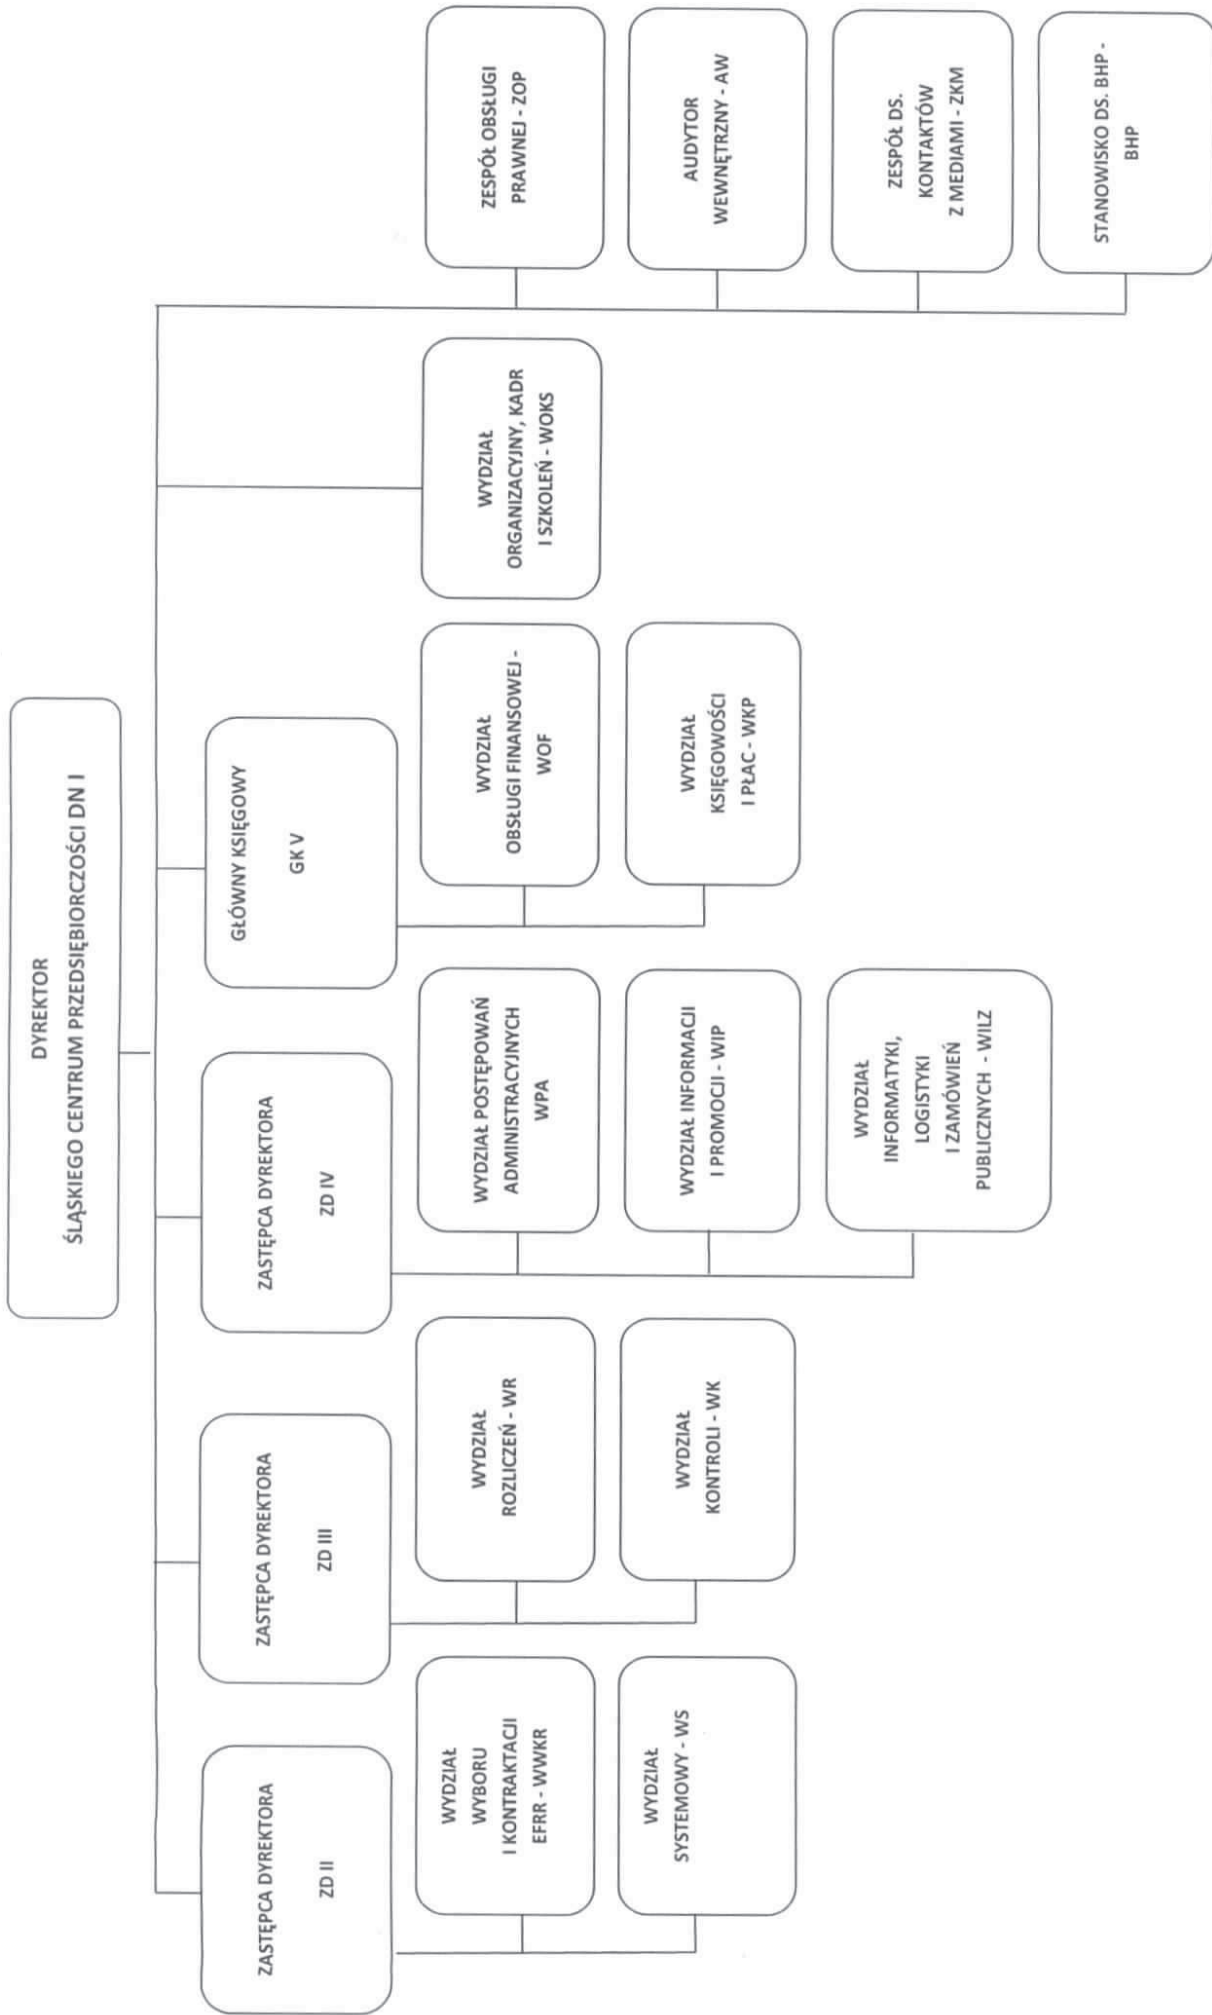 DYREKTOR
ŚLĄSKIEGO CENTRUM PRZEDSIĘBIORCZOŚCI DN I
ZASTĘPCA DYREKTORA
ZD II
WYDZIAŁ
WYBORU
I KONTRAKTACJI
EFRR - WWKR
WYDZIAŁ
SYSTEMOWY - WS
ZASTĘPCA DYREKTORA
ZD III
WYDZIAŁ
ROZLICZEŃ - WR
WYDZIAŁ
KONTROLI - WK
ZASTĘPCA DYREKTORA
ZD IV
WYDZIAŁ POSTĘPOWAŃ
ADMINISTRACYJNYCH
WPA
WYDZIAŁ INFORMACJI
I PROMOCJI - WIP
WYDZIAŁ
INFORMATYKI,
LOGISTYKI
I ZAMÓWIEŃ
PUBLICZNYCH - WILZ
GŁÓWNY KSIĘGOWY
GK V
WYDZIAŁ
OBSŁUGI FINANSOWEJ -
WOF
WYDZIAŁ
KSIĘGOWOŚCI
I PŁAC - WKP
WYDZIAŁ
ORGANIZACYJNY, KADR
I SZKOLEŃ - WOKS
ZESPÓŁ OBSŁUGI
PRAWNEJ - ZOP
AUDYTOR
WEWNĘTRZNY - AW
ZESPÓŁ DS.
KONTAKTÓW
Z MEDIAMI - ZKM
STANOWISKO DS. BHP -
BHP